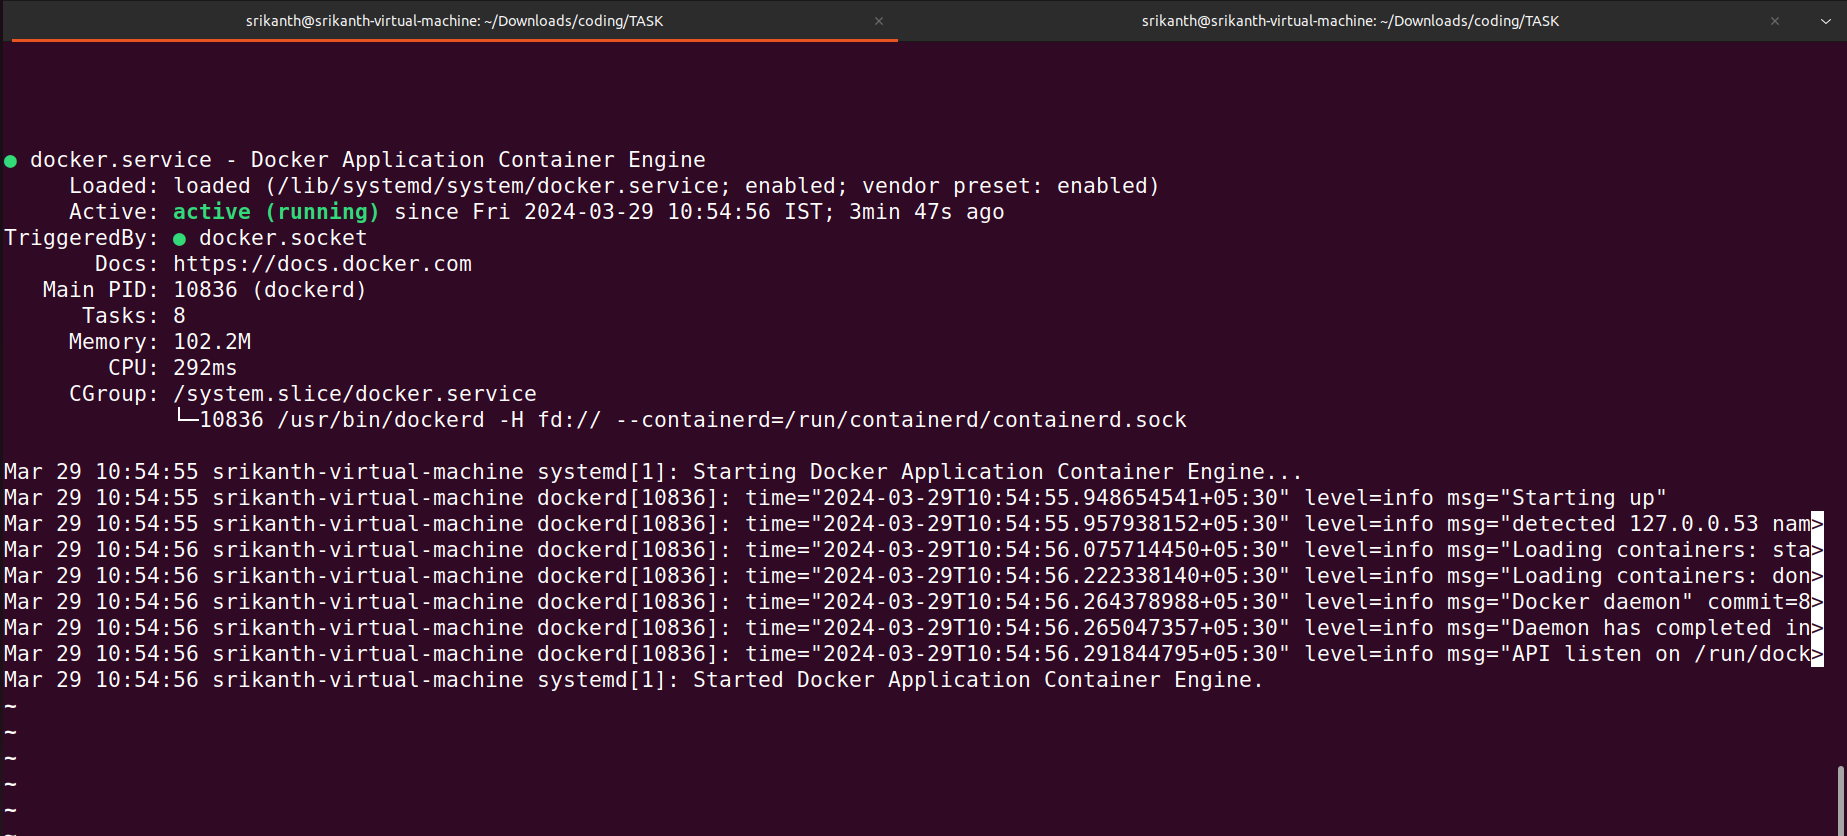 srikanth@srikanth-virtual-machine: ~/Downloads/coding/TASK × srikanth@srikanth-virtual-machine: ~/Downloads/coding/TASK ×
● docker.service - Docker Application Container Engine
Loaded: loaded (/lib/systemd/system/docker.service; enabled; vendor preset: enabled)
Active: active (running) since Fri 2024-03-29 10:54:56 IST; 3min 47s ago
TriggeredBy: ● docker.socket
Docs: https://docs.docker.com
Main PID: 10836 (dockerd)
Tasks: 8
Memory: 102.2M
CPU: 292ms
CGroup: /system.slice/docker.service
└─10836 /usr/bin/dockerd -H fd:// --containerd=/run/containerd/containerd.sock
Mar 29 10:54:55 srikanth-virtual-machine systemd[1]: Starting Docker Application Container Engine...
Mar 29 10:54:55 srikanth-virtual-machine dockerd[10836]: time="2024-03-29T10:54:55.948654541+05:30" level=info msg="Starting up"
Mar 29 10:54:55 srikanth-virtual-machine dockerd[10836]: time="2024-03-29T10:54:55.957938152+05:30" level=info msg="detected 127.0.0.53 nam>
Mar 29 10:54:56 srikanth-virtual-machine dockerd[10836]: time="2024-03-29T10:54:56.075714450+05:30" level=info msg="Loading containers: sta>
Mar 29 10:54:56 srikanth-virtual-machine dockerd[10836]: time="2024-03-29T10:54:56.222338140+05:30" level=info msg="Loading containers: don>
Mar 29 10:54:56 srikanth-virtual-machine dockerd[10836]: time="2024-03-29T10:54:56.264378988+05:30" level=info msg="Docker daemon" commit=8>
Mar 29 10:54:56 srikanth-virtual-machine dockerd[10836]: time="2024-03-29T10:54:56.265047357+05:30" level=info msg="Daemon has completed in>
Mar 29 10:54:56 srikanth-virtual-machine dockerd[10836]: time="2024-03-29T10:54:56.291844795+05:30" level=info msg="API listen on /run/dock>
Mar 29 10:54:56 srikanth-virtual-machine systemd[1]: Started Docker Application Container Engine.
~
~
~
~
~
~